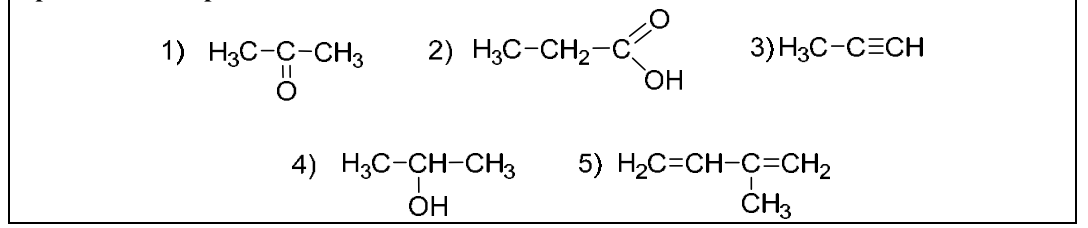 1) H₃C-C-CH₃ 2) H₃C-CH₂-C 3) H₃C-C≡CH
O
O
OH
4) H₃C-CH-CH₃ 5) H₂C=CH-C=CH₂
OH
CH₃